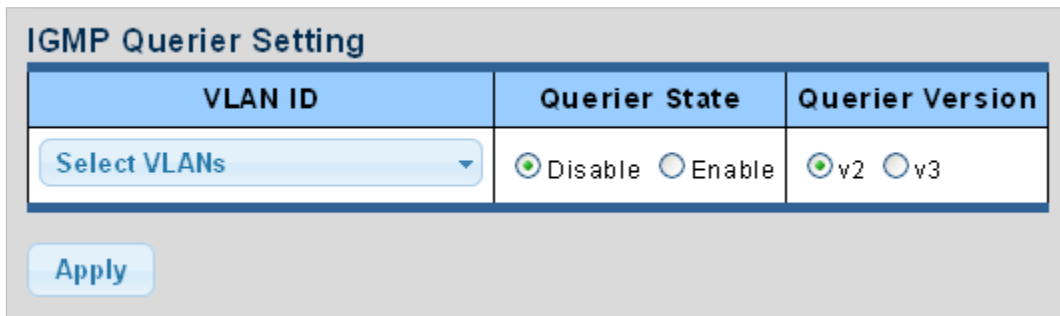 IGMP Querier Setting
VLAN ID Querier State Querier Version
Select VLANs Disable Enable v2 v3
Apply